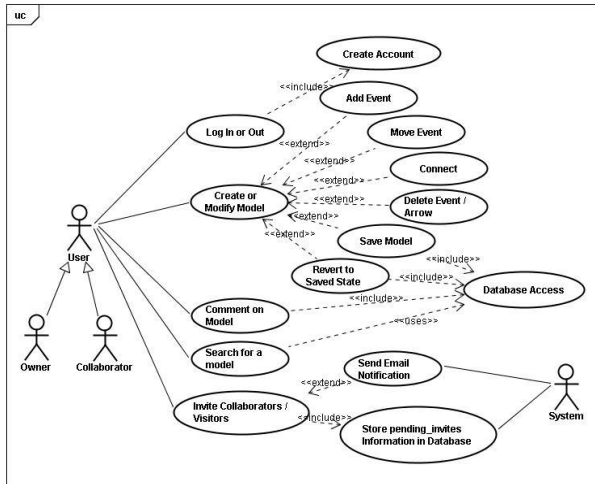 uc
Create Account
<<include>>
Add Event
Log In or Out
Move Event
<<extend>>
<<extend>>
Connect
<<extend>>
Create or
Modify Model
<<extend>>
Delete Event /
Arrow
<<extend>>
Save Model
<<extend>>
User
<<include>>
Revert to
Saved State
<<include>>
Database Access
<<include>>
Comment on
Model
<<uses>>
Search for a
model
Owner
Collaborator
Send Email
Notification
<<extend>>
System
Invite Collaborators /
Visitors
<<include>>
Store pending_invites
Information in Database